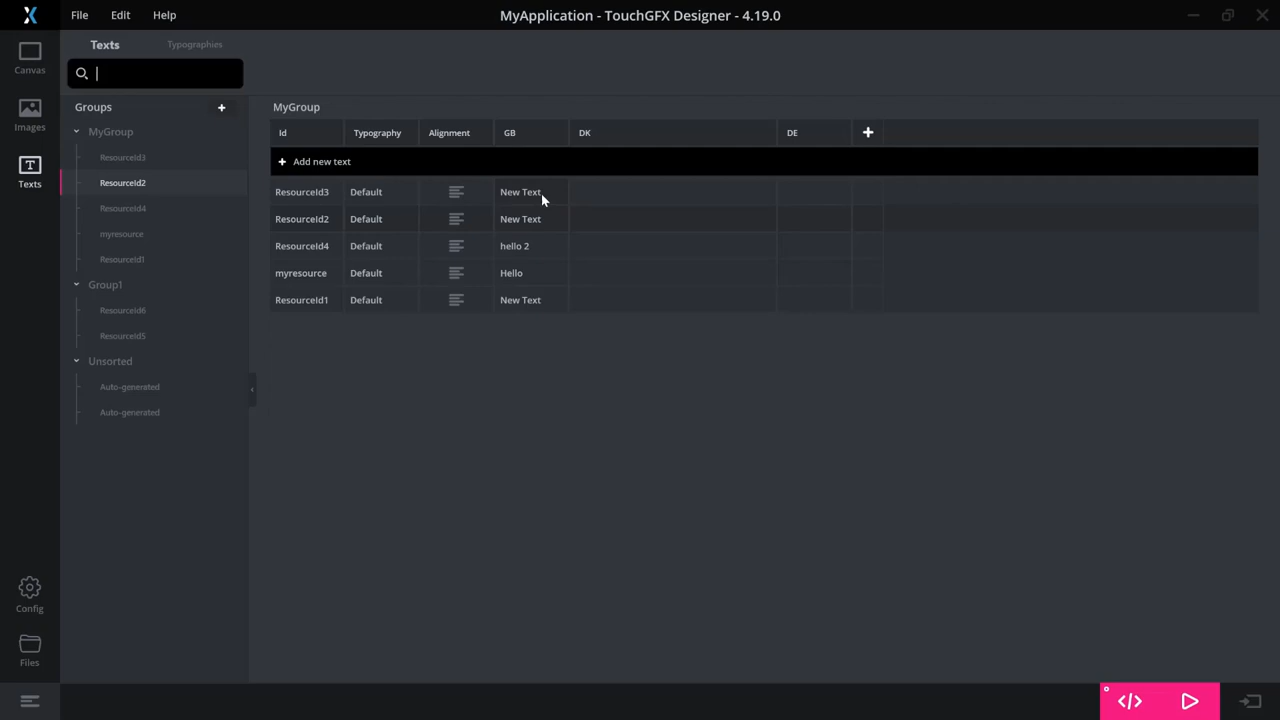 File Edit Help MyApplication - TouchGFX Designer - 4.19.0
Canvas
Images
Texts
Config
Files
Texts Typographies
Groups +
MyGroup
ResourceId3
ResourceId2
ResourceId4
myresource
ResourceId1
Group1
ResourceId6
ResourceId5
Unsorted
Auto-generated
Auto-generated
MyGroup
Id Typography Alignment GB DK DE +
+ Add new text
ResourceId3 Default New Text
ResourceId2 Default New Text
ResourceId4 Default hello 2
myresource Default Hello
ResourceId1 Default New Text